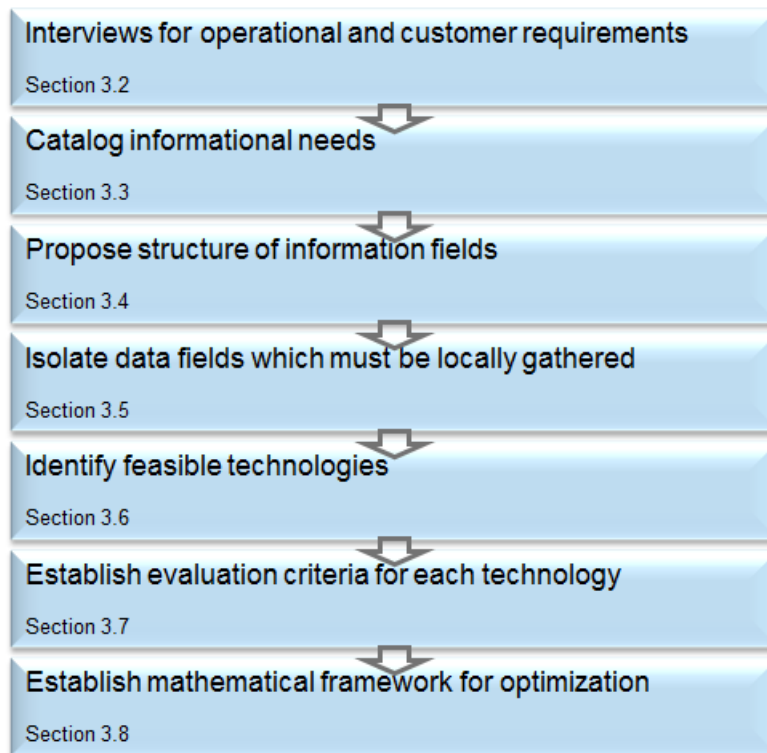 Interviews for operational and customer requirements
Section 3.2
Catalog informational needs
Section 3.3
Propose structure of information fields
Section 3.4
Isolate data fields which must be locally gathered
Section 3.5
Identify feasible technologies
Section 3.6
Establish evaluation criteria for each technology
Section 3.7
Establish mathematical framework for optimization
Section 3.8